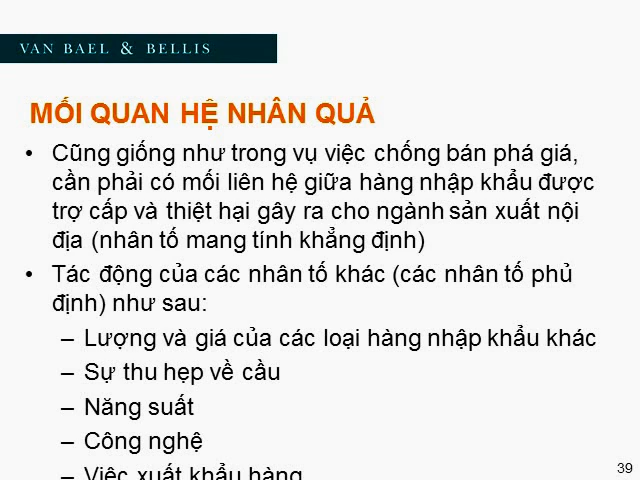 VAN BAEL & BELLIS
MỐI QUAN HỆ NHÂN QUẢ
• Cũng giống như trong vụ việc chống bán phá giá,
cần phải có mối liên hệ giữa hàng nhập khẩu được
trợ cấp và thiệt hại gây ra cho ngành sản xuất nội
địa (nhân tố mang tính khẳng định)
• Tác động của các nhân tố khác (các nhân tố phủ
định) như sau:
– Lượng và giá của các loại hàng nhập khẩu khác
– Sự thu hẹp về cầu
– Năng suất
– Công nghệ
– Việc xuất khẩu hàng
39